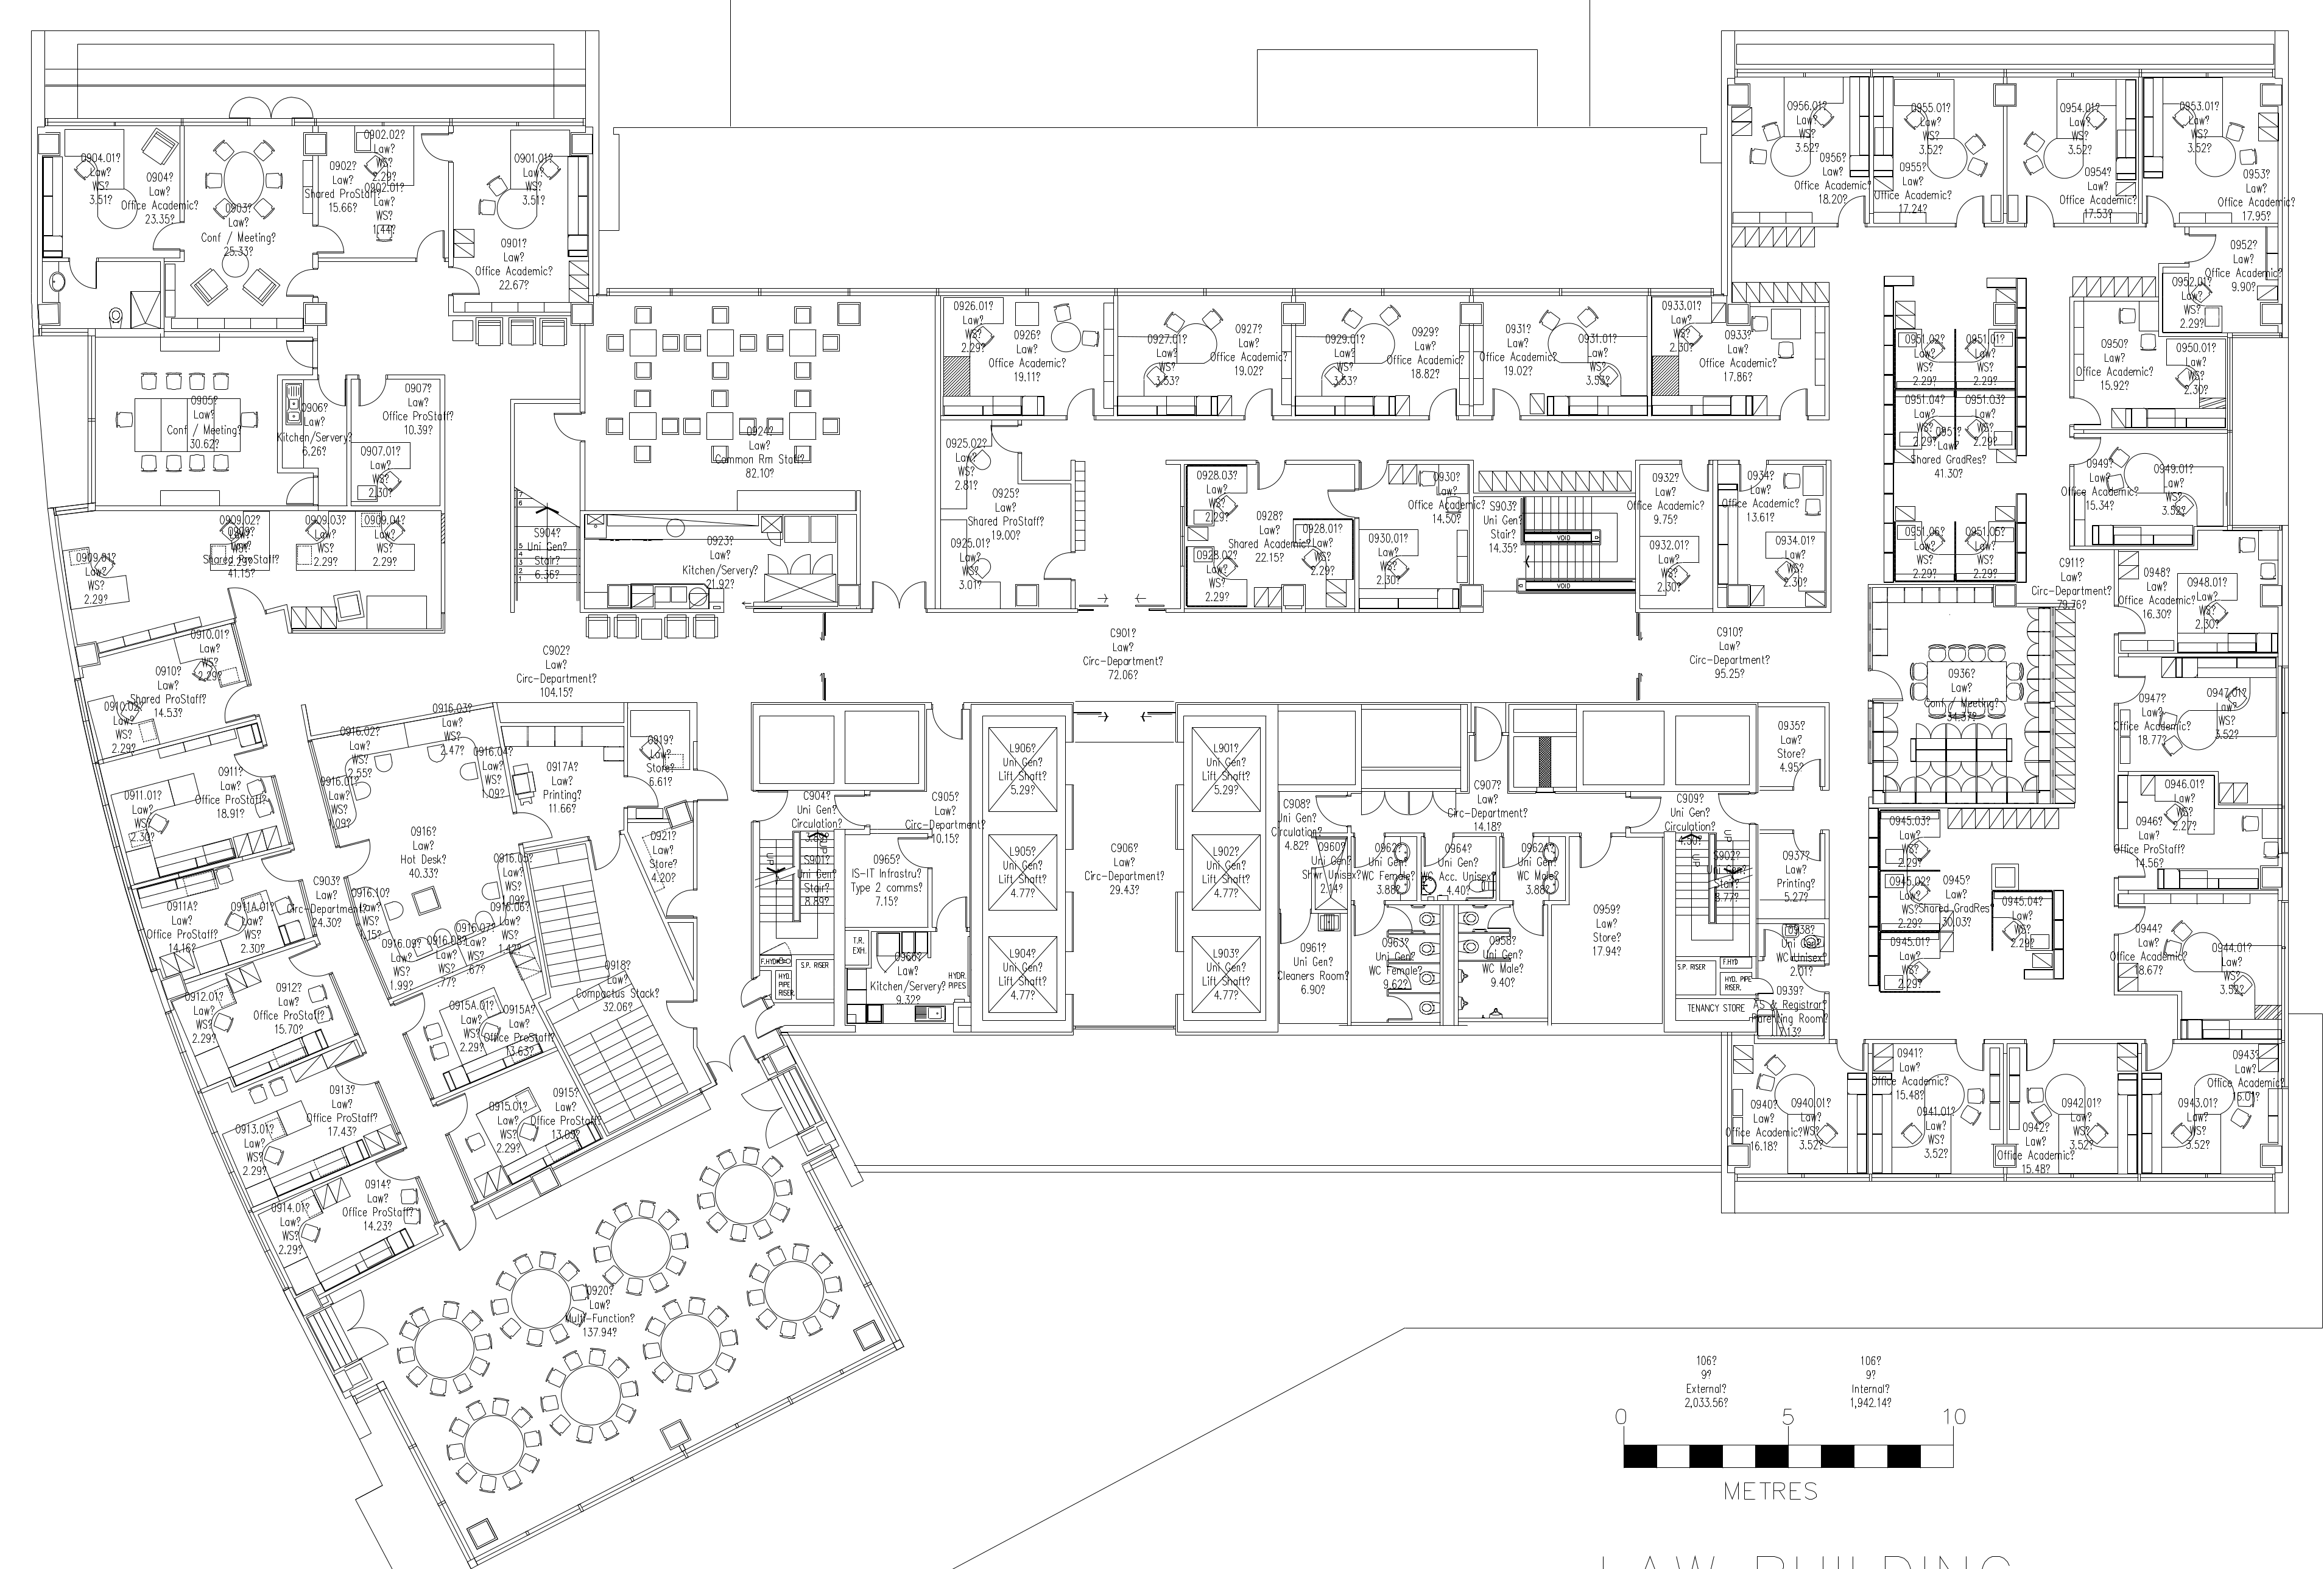 0904.01?
Law?
WS?
3.51?
0904?
Law?
Office Academic?
23.35?
0903?
Law?
Conf / Meeting?
25.33?
0902?
Law?
Shared ProStaff?
15.66?
0902.02?
Law?
WS?
2.29?
0902.01?
Law?
WS?
1.44?
0901.01?
Law?
WS?
3.51?
0901?
Law?
Office Academic?
22.67?
0905?
Law?
Conf / Meeting?
30.62?
0906?
Law?
Kitchen/Servery?
6.26?
0907?
Law?
Office ProStaff?
10.39?
0907.01?
Law?
WS?
2.30?
0909.01?
Law?
WS?
2.29?
0909.02?
Law?
WS?
2.29?
0909?
Shared ProStaff?
41.15?
0909.03?
Law?
WS?
2.29?
0909.04?
Law?
WS?
2.29?
0910.01?
Law?
WS?
2.29?
0910?
Law?
Shared ProStaff?
14.53?
0910.02?
Law?
WS?
2.29?
0911?
Law?
Office ProStaff?
18.91?
0911.01?
Law?
WS?
2.30?
0911A?
Law?
Office ProStaff?
14.16?
0911A.01?
Law?
WS?
2.30?
C903?
Law?
Circ-Department?
24.30?
0912.01?
Law?
WS?
2.29?
0912?
Law?
Office ProStaff?
15.70?
0913?
Law?
Office ProStaff?
17.43?
0913.01?
Law?
WS?
2.29?
0914?
Law?
Office ProStaff?
14.23?
0914.01?
Law?
WS?
2.29?
0915A.01?
Law?
WS?
2.29?
0915A?
Law?
Office ProStaff?
13.63?
0915.01?
Law?
WS?
2.29?
0915?
Law?
Office ProStaff?
13.09?
0916.02?
Law?
WS?
2.55?
0916.03?
Law?
WS?
2.47?
0916.04?
Law?
WS?
1.09?
0916.01?
Law?
WS?
1.09?
0916?
Law?
Hot Desk?
40.33?
0916.05?
Law?
WS?
1.09?
0916.06?
Law?
WS?
1.42?
0916.07?
Law?
WS?
.67?
0916.08?
Law?
WS?
.77?
0916.09?
Law?
WS?
1.99?
0916.10?
Law?
WS?
1.15?
0917A?
Law?
Printing?
11.66?
0919?
Law?
Store?
6.61?
0921?
Law?
Store?
4.20?
0918?
Law?
Compactus Stack?
32.06?
0920?
Law?
Multi-Function?
137.94?
C902?
Law?
Circ-Department?
104.15?
S904?
Uni Gen?
Stair?
6.36?
7
6
5
4
3
2
1
0924?
Law?
Common Rm Staff?
82.10?
0923?
Law?
Kitchen/Servery?
21.92?
0926.01?
Law?
WS?
2.29?
0926?
Law?
Office Academic?
19.11?
0927.01?
Law?
WS?
3.53?
0927?
Law?
Office Academic?
19.02?
0929.01?
Law?
WS?
3.53?
0929?
Law?
Office Academic?
18.82?
0931?
Law?
Office Academic?
19.02?
0931.01?
Law?
WS?
3.53?
0933.01?
Law?
WS?
2.30?
0933?
Law?
Office Academic?
17.86?
0925.02?
Law?
WS?
2.81?
0925?
Law?
Shared ProStaff?
19.00?
0925.01?
Law?
WS?
3.01?
0928.03?
Law?
WS?
2.29?
0928?
Law?
Shared Academic?
22.15?
0928.02?
Law?
WS?
2.29?
0928.01?
Law?
WS?
2.29?
0930?
Law?
Office Academic?
14.50?
0930.01?
Law?
WS?
2.30?
S903?
Uni Gen?
Stair?
14.35?
VOID
VOID
0932?
Law?
Office Academic?
9.75?
0932.01?
Law?
WS?
2.30?
0934?
Law?
Office Academic?
13.61?
0934.01?
Law?
WS?
2.30?
C901?
Law?
Circ-Department?
72.06?
C910?
Law?
Circ-Department?
95.25?
C904?
Uni Gen?
Circulation?
3.89?
UP
UP
S901?
Uni Gen?
Stair?
8.89?
0965?
IS-IT Infrastru?
Type 2 comms?
7.15?
C905?
Law?
Circ-Department?
10.15?
T.R.
EXH.
F.HYD
S.P. RISER
HYD.
PIPE
RISER.
0966?
Law?
Kitchen/Servery?
9.32?
HYDR.
PIPES
L906?
Uni Gen?
Lift Shaft?
5.29?
L905?
Uni Gen?
Lift Shaft?
4.77?
L904?
Uni Gen?
Lift Shaft?
4.77?
C906?
Law?
Circ-Department?
29.43?
L901?
Uni Gen?
Lift Shaft?
5.29?
L902?
Uni Gen?
Lift Shaft?
4.77?
L903?
Uni Gen?
Lift Shaft?
4.77?
C908?
Uni Gen?
Circulation?
4.82?
C907?
Law?
Circ-Department?
14.18?
0960?
Uni Gen?
Shwr Unisex?
2.14?
0962?
Uni Gen?
WC Female?
3.88?
0964?
Uni Gen?
WC Acc. Unisex?
4.40?
0962A?
Uni Gen?
WC Male?
3.88?
0961?
Uni Gen?
Cleaners Room?
6.90?
0963?
Uni Gen?
WC Female?
9.62?
0958?
Uni Gen?
WC Male?
9.40?
0959?
Law?
Store?
17.94?
C909?
Uni Gen?
Circulation?
4.90?
UP
UP
S902?
Uni Gen?
Stair?
8.77?
S.P. RISER
F.HYD
HYD. PIPE
RISER.
TENANCY STORE
0935?
Law?
Store?
4.95?
0937?
Law?
Printing?
5.27?
0938?
Uni Gen?
WC Unisex?
2.01?
0939?
AS & Registrar?
Parenting Room?
7.13?
0956.01?
Law?
WS?
3.52?
0956?
Law?
Office Academic?
18.20?
0955.01?
Law?
WS?
3.52?
0955?
Law?
Office Academic?
17.24?
0954.01?
Law?
WS?
3.52?
0954?
Law?
Office Academic?
17.53?
0953.01?
Law?
WS?
3.52?
0953?
Law?
Office Academic?
17.95?
0952?
Law?
Office Academic?
9.90?
0952.01?
Law?
WS?
2.29?
0951.02?
Law?
WS?
2.29?
0951.01?
Law?
WS?
2.29?
0951.04?
Law?
WS?
2.29?
0951.03?
Law?
WS?
2.29?
0951?
Law?
Shared GradRes?
41.30?
0951.06?
Law?
WS?
2.29?
0951.05?
Law?
WS?
2.29?
0950?
Law?
Office Academic?
15.92?
0950.01?
Law?
WS?
2.30?
0949?
Law?
Office Academic?
15.34?
0949.01?
Law?
WS?
3.52?
C911?
Law?
Circ-Department?
79.76?
0948?
Law?
Office Academic?
16.30?
0948.01?
Law?
WS?
2.30?
0936?
Law?
Conf / Meeting?
34.37?
0947?
Law?
Office Academic?
18.77?
0947.01?
Law?
WS?
3.52?
0946.01?
Law?
WS?
2.27?
0946?
Law?
Office Academic?
14.56?
0945.03?
Law?
WS?
2.29?
0945.02?
Law?
WS?
2.29?
0945?
Law?
Shared GradRes?
30.03?
0945.04?
Law?
WS?
2.29?
0945.01?
Law?
WS?
2.29?
0944?
Law?
Office Academic?
18.67?
0944.01?
Law?
WS?
3.52?
0940?
Law?
Office Academic?
16.18?
0940.01?
Law?
WS?
3.52?
0941?
Law?
Office Academic?
15.48?
0941.01?
Law?
WS?
3.52?
0942?
Law?
Office Academic?
15.48?
0942.01?
Law?
WS?
3.52?
0943.01?
Law?
WS?
3.52?
0943?
Law?
Office Academic?
15.01?
106?
9?
External?
2,033.56?
106?
9?
Internal?
1,942.14?
0 5 10
METRES
LAW BUILDING